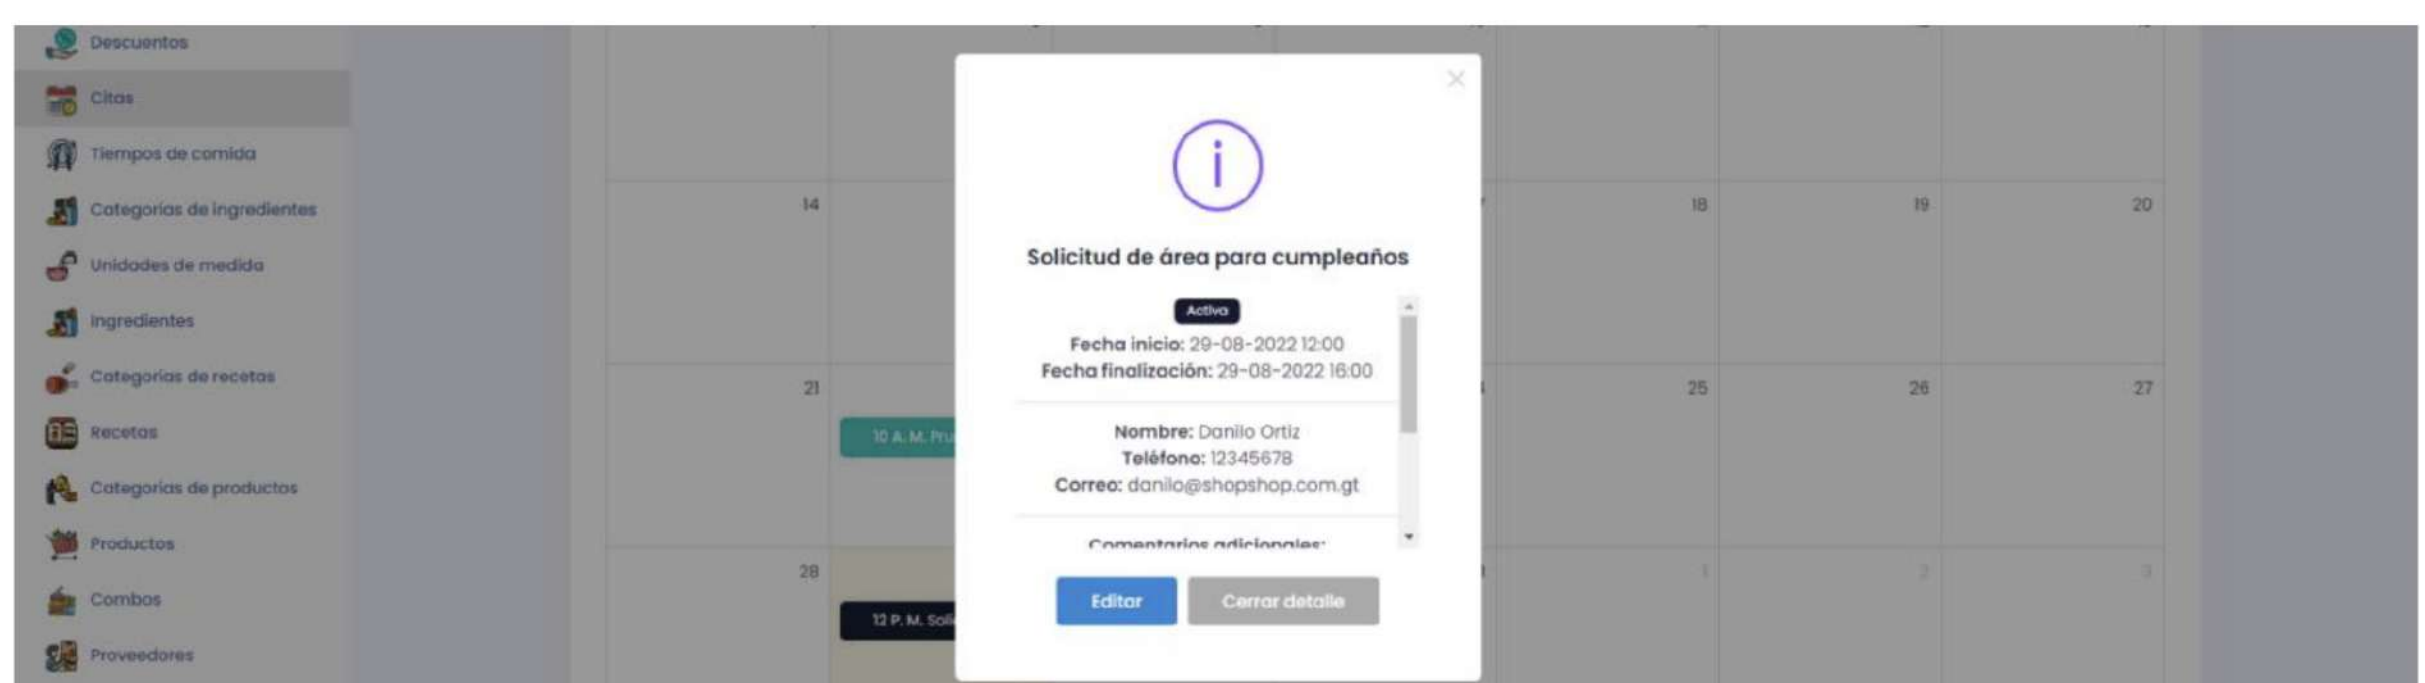 Descuentos
Citas
Tiempos de comida
Categorías de ingredientes
Unidades de medida
Ingredientes
Categorías de recetas
Recetas
Categorías de productos
Productos
Combos
Proveedores
14
18
19
20
21
25
26
27
10 A. M. Pru
28
1
2
3
12 P. M. Soli
Solicitud de área para cumpleaños
Activa
Fecha inicio: 29-08-2022 12:00
Fecha finalización: 29-08-2022 16:00
Nombre: Danilo Ortiz
Teléfono: 12345678
Correo: danilo@shopshop.com.gt
Comentarios adicionales:
Editar
Cerrar detalle